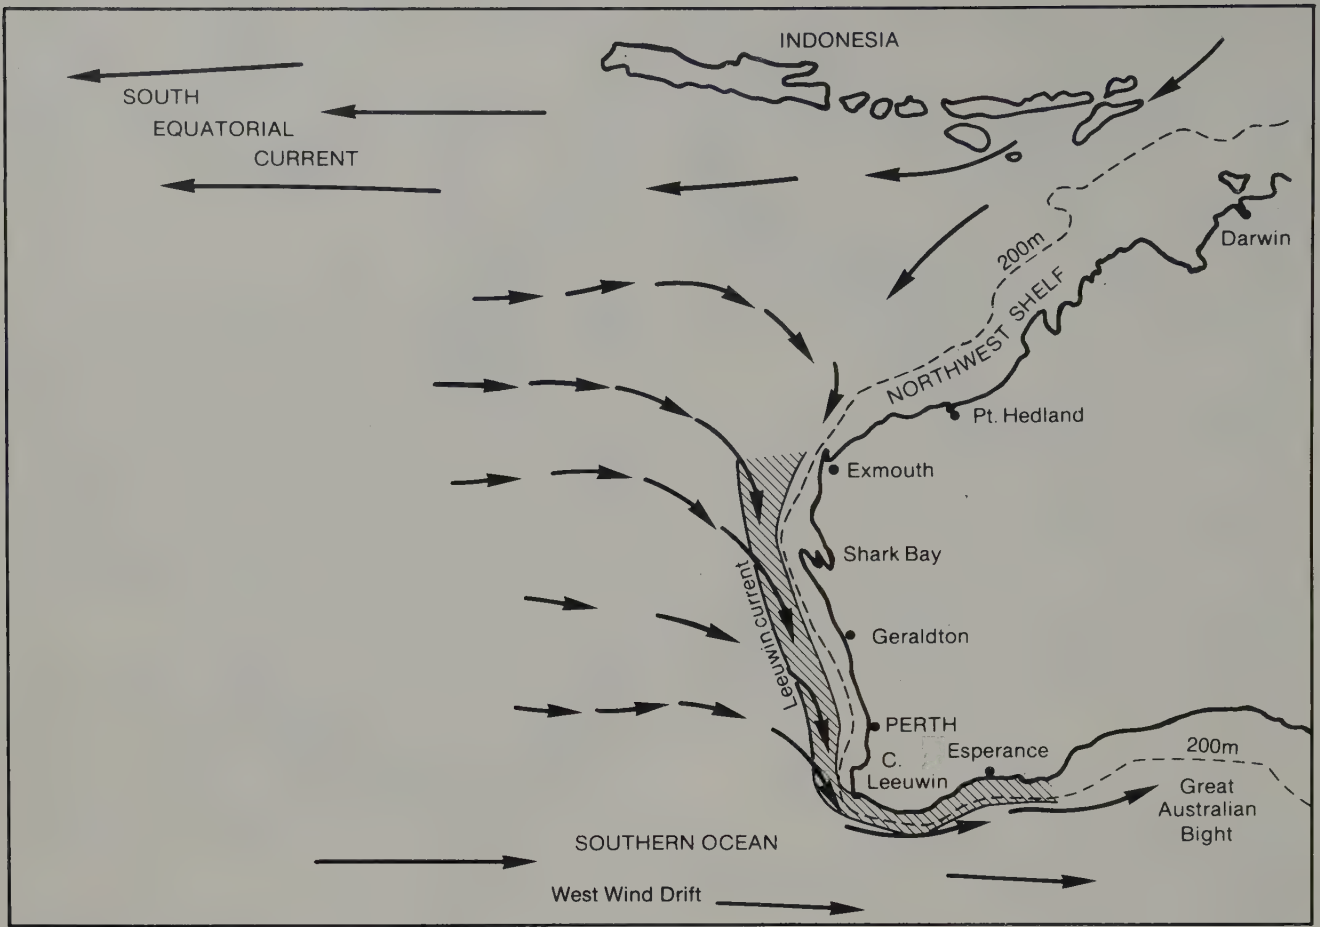 INDONESIA
SOUTH
EQUATORIAL
CURRENT
200m
Darwin
NORTHWEST SHELF
Pt. Hedland
Exmouth
Shark Bay
Leeuwin current
Geraldton
PERTH
C.
Leeuwin
Esperance
200m
Great
Australian
Bight
SOUTHERN OCEAN
West Wind Drift